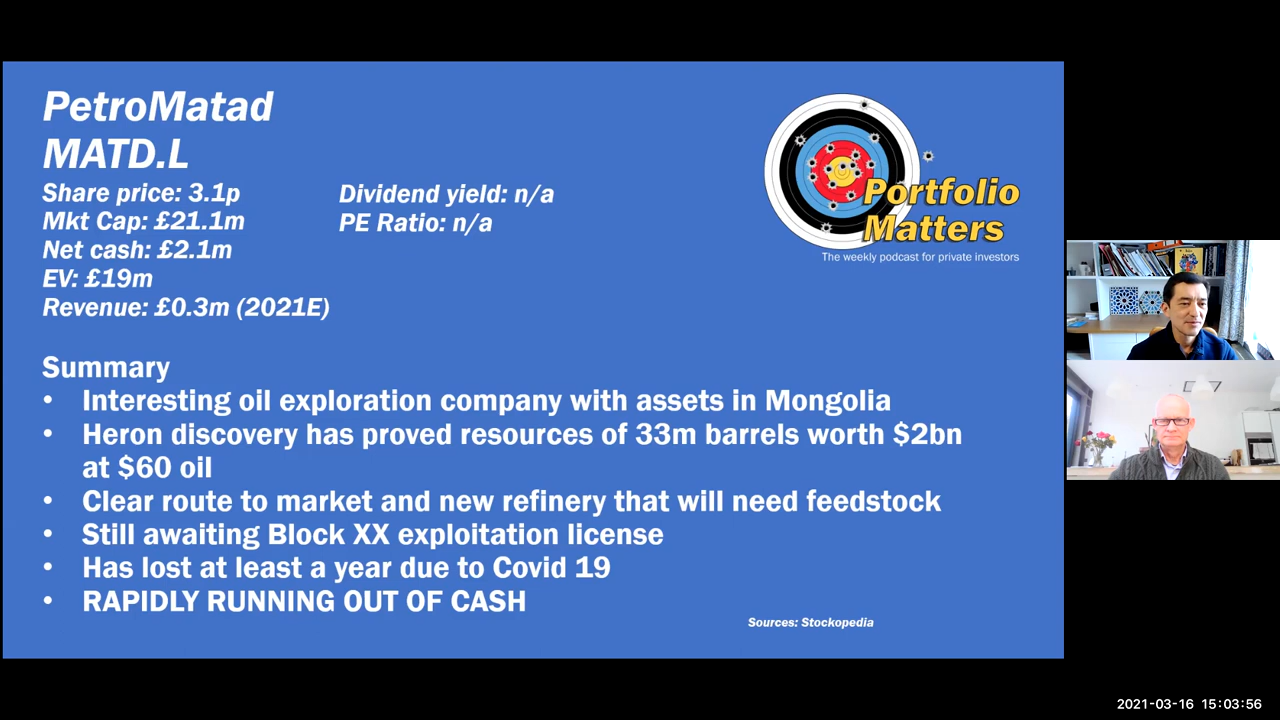 PetroMatad
MATD.L
Share price: 3.1p
Mkt Cap: £21.1m
Net cash: £2.1m
EV: £19m
Revenue: £0.3m (2021E)
Dividend yield: n/a
PE Ratio: n/a
Portfolio
Matters
The weekly podcast for private investors
Summary
• Interesting oil exploration company with assets in Mongolia
• Heron discovery has proved resources of 33m barrels worth $2bn
at $60 oil
• Clear route to market and new refinery that will need feedstock
• Still awaiting Block XX exploitation license
• Has lost at least a year due to Covid 19
• RAPIDLY RUNNING OUT OF CASH
Sources: Stockopedia
2021-03-16 15:03:56